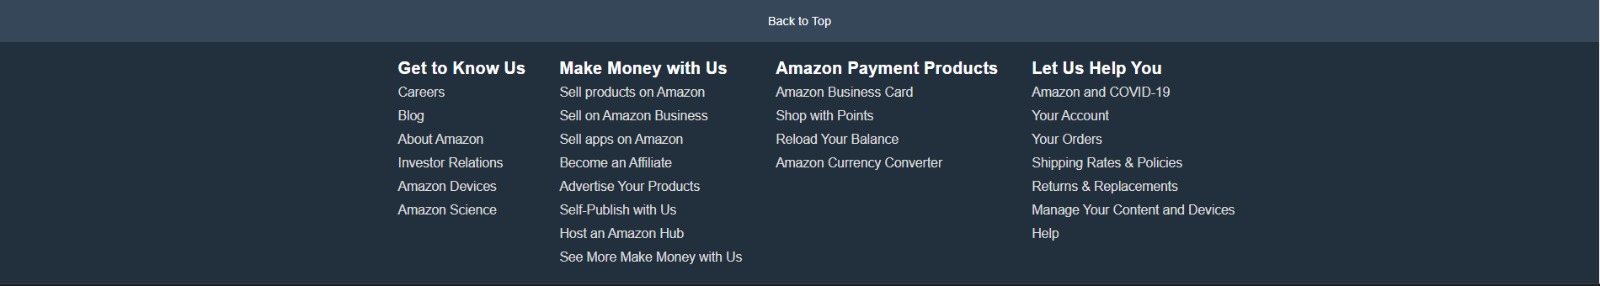 Back to Top
Get to Know Us
Careers
Blog
About Amazon
Investor Relations
Amazon Devices
Amazon Science
Make Money with Us
Sell products on Amazon
Sell on Amazon Business
Sell apps on Amazon
Become an Affiliate
Advertise Your Products
Self-Publish with Us
Host an Amazon Hub
See More Make Money with Us
Amazon Payment Products
Amazon Business Card
Shop with Points
Reload Your Balance
Amazon Currency Converter
Let Us Help You
Amazon and COVID-19
Your Account
Your Orders
Shipping Rates & Policies
Returns & Replacements
Manage Your Content and Devices
Help